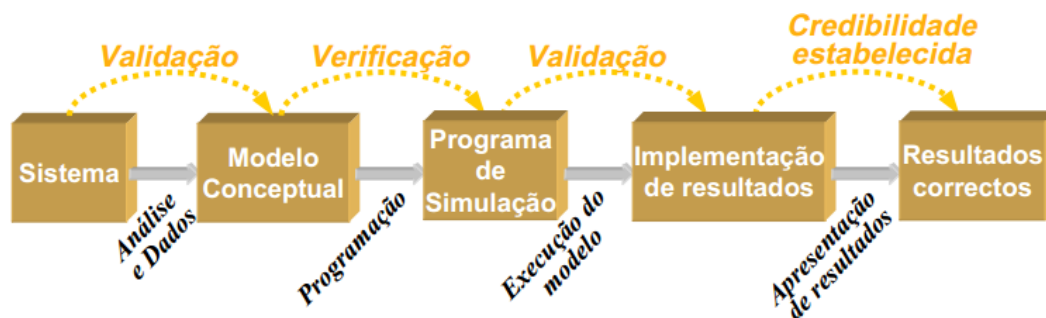 Validação
Verificação
Validação
Credibilidade
estabelecida
Sistema
Modelo
Conceptual
Programa
de
Simulação
Implementação
de resultados
Resultados
correctos
Análise
e Dados
Programação
Execução do
modelo
Apresentação
de resultados